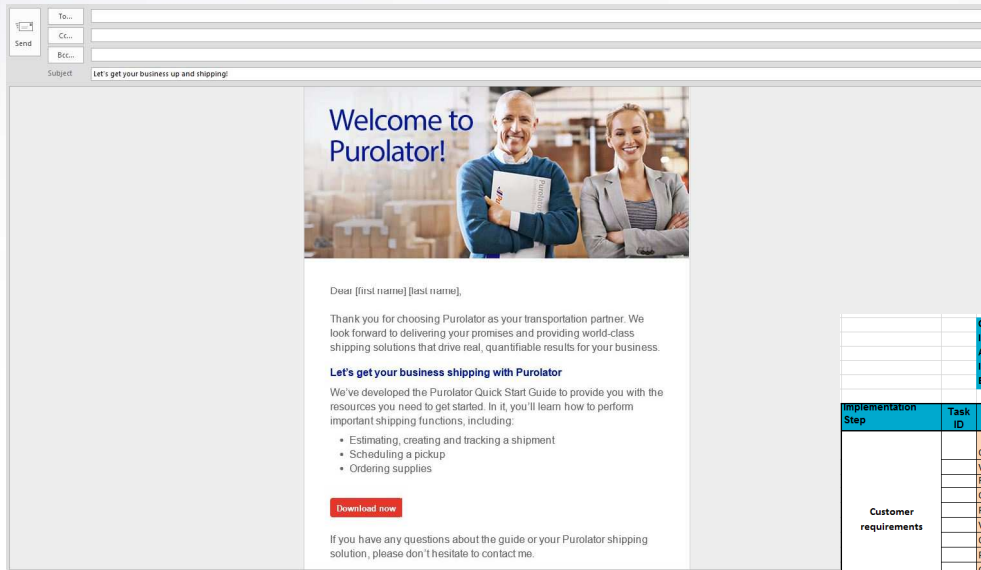 To...
Cc...
Send
Bcc...
Subject
Let's get your business up and shipping!
Welcome to
Purolator!
Purolator
Dear [first name] [last name],
Thank you for choosing Purolator as your transportation partner. We
look forward to delivering your promises and providing world-class
shipping solutions that drive real, quantifiable results for your business.
Let's get your business shipping with Purolator
We've developed the Purolator Quick Start Guide to provide you with the
resources you need to get started. In it, you'll learn how to perform
important shipping functions, including:
• Estimating, creating and tracking a shipment
• Scheduling a pickup
• Ordering supplies
Download now
If you have any questions about the guide or your Purolator shipping
solution, please don't hesitate to contact me.
Implementation
Step
Task
ID
Customer
requirements